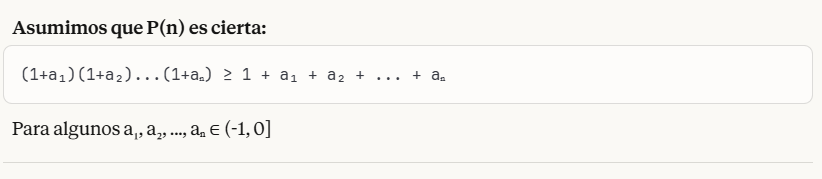 Asumimos que P(n) es cierta:
(1+a₁)(1+a₂)...(1+aₙ) ≥ 1 + a₁ + a₂ + ... + aₙ
Para algunos a₁, a₂, ..., aₙ ∈ (-1, 0]